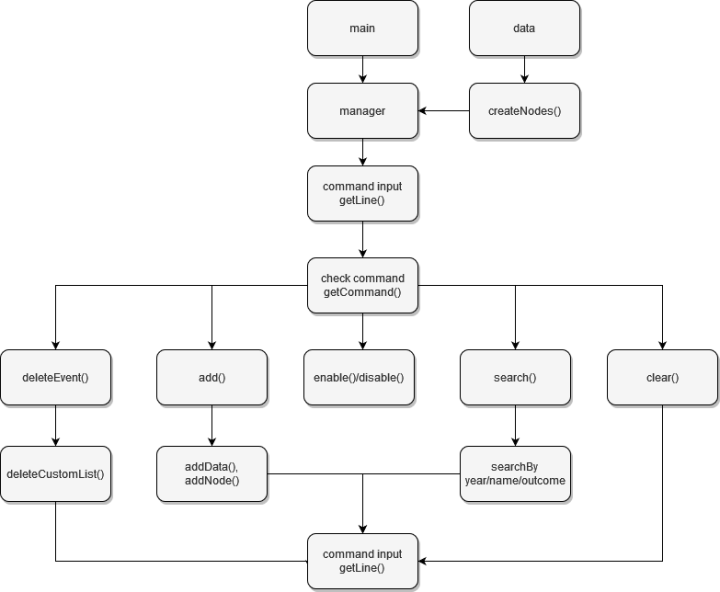 main
data
manager
createNodes()
command input
getLine()
check command
getCommand()
deleteEvent()
add()
enable()/disable()
search()
clear()
deleteCustomList()
addData(),
addNode()
searchBy
year/name/outcome
command input
getLine()